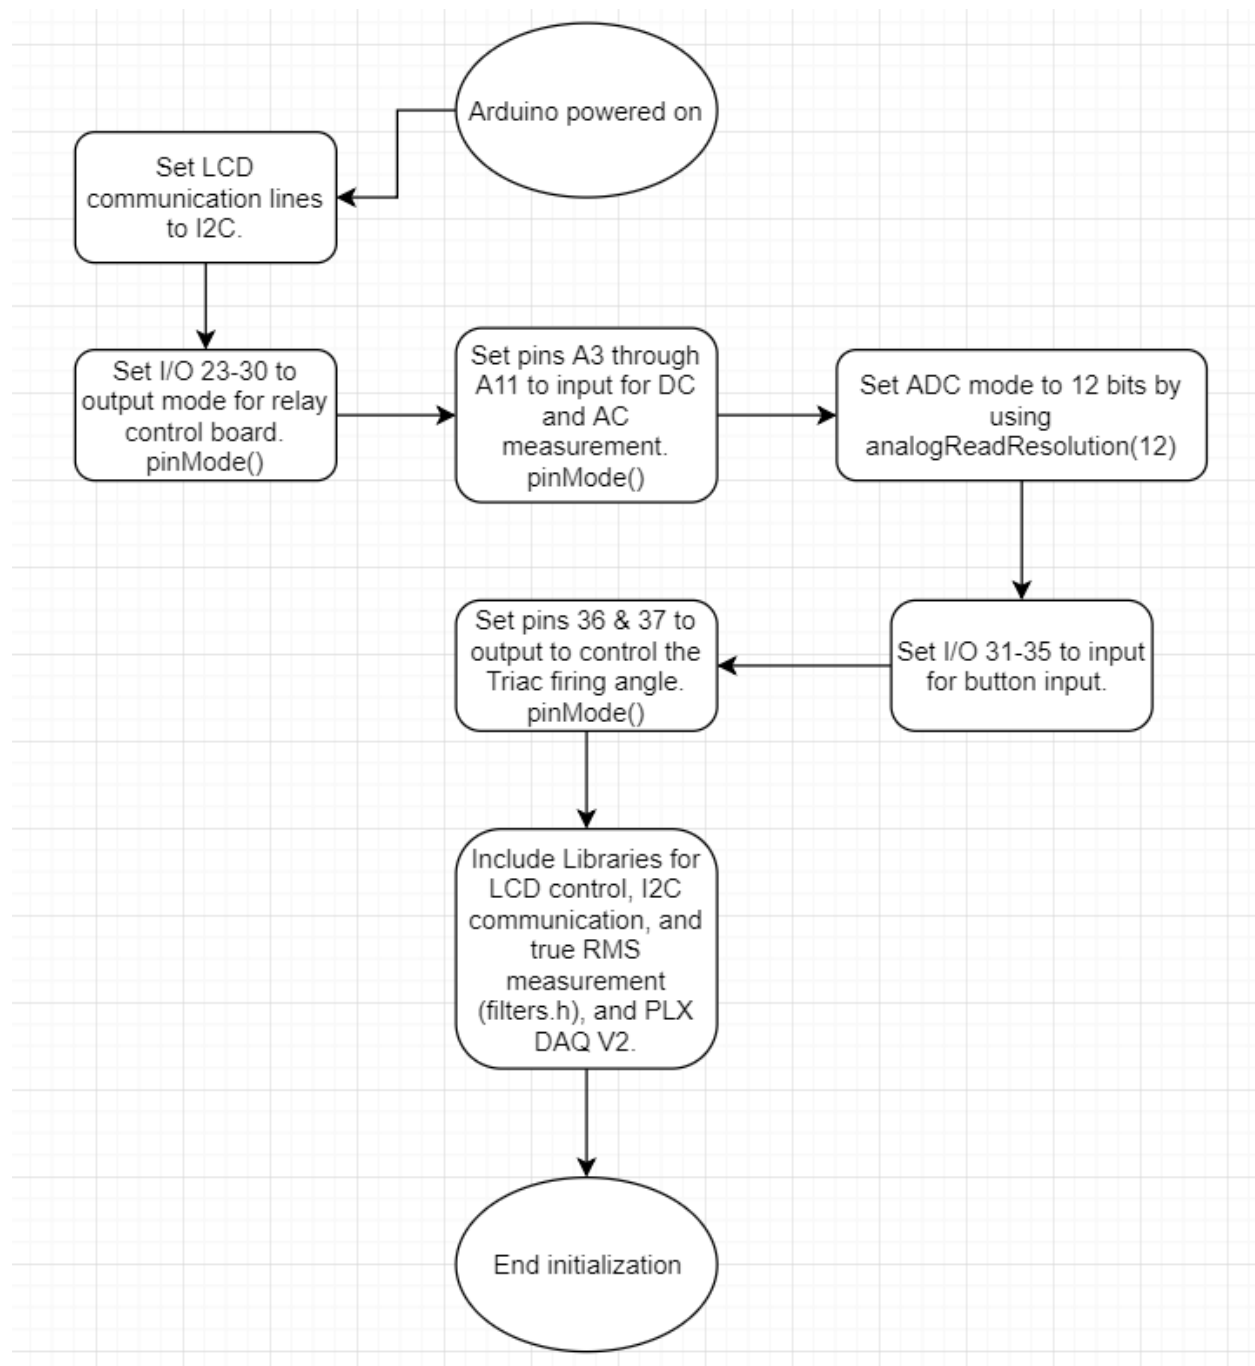 Arduino powered on
Set LCD
communication lines
to I2C.
Set I/O 23-30 to
output mode for relay
control board.
pinMode()
Set pins A3 through
A11 to input for DC
and AC
measurement.
pinMode()
Set ADC mode to 12 bits by
using
analogReadResolution(12)
Set I/O 31-35 to input
for button input.
Set pins 36 & 37 to
output to control the
Triac firing angle.
pinMode()
Include Libraries for
LCD control, I2C
communication, and
true RMS
measurement
(filters.h), and PLX
DAQ V2.
End initialization